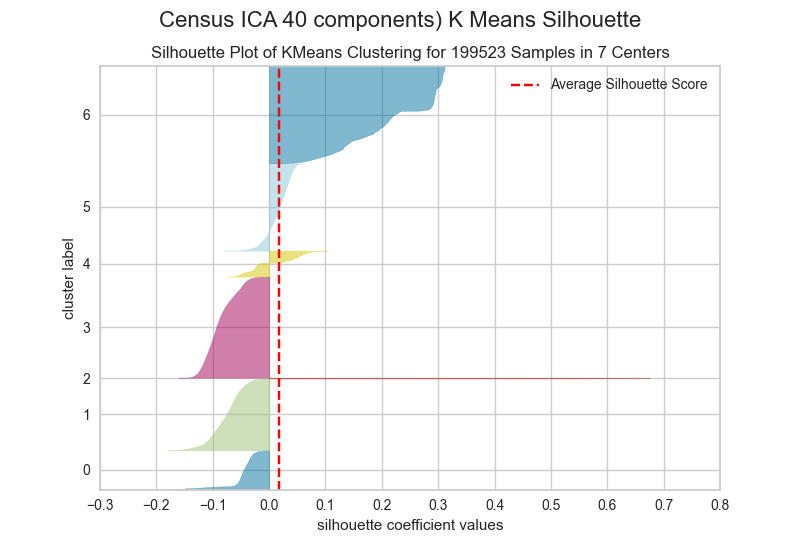 Census ICA 40 components) K Means Silhouette
Silhouette Plot of KMeans Clustering for 199523 Samples in 7 Centers
Average Silhouette Score
6
5
4
3
2
1
0
cluster label
−0.3 −0.2 −0.1 0.0 0.1 0.2 0.3 0.4 0.5 0.6 0.7 0.8
silhouette coefficient values